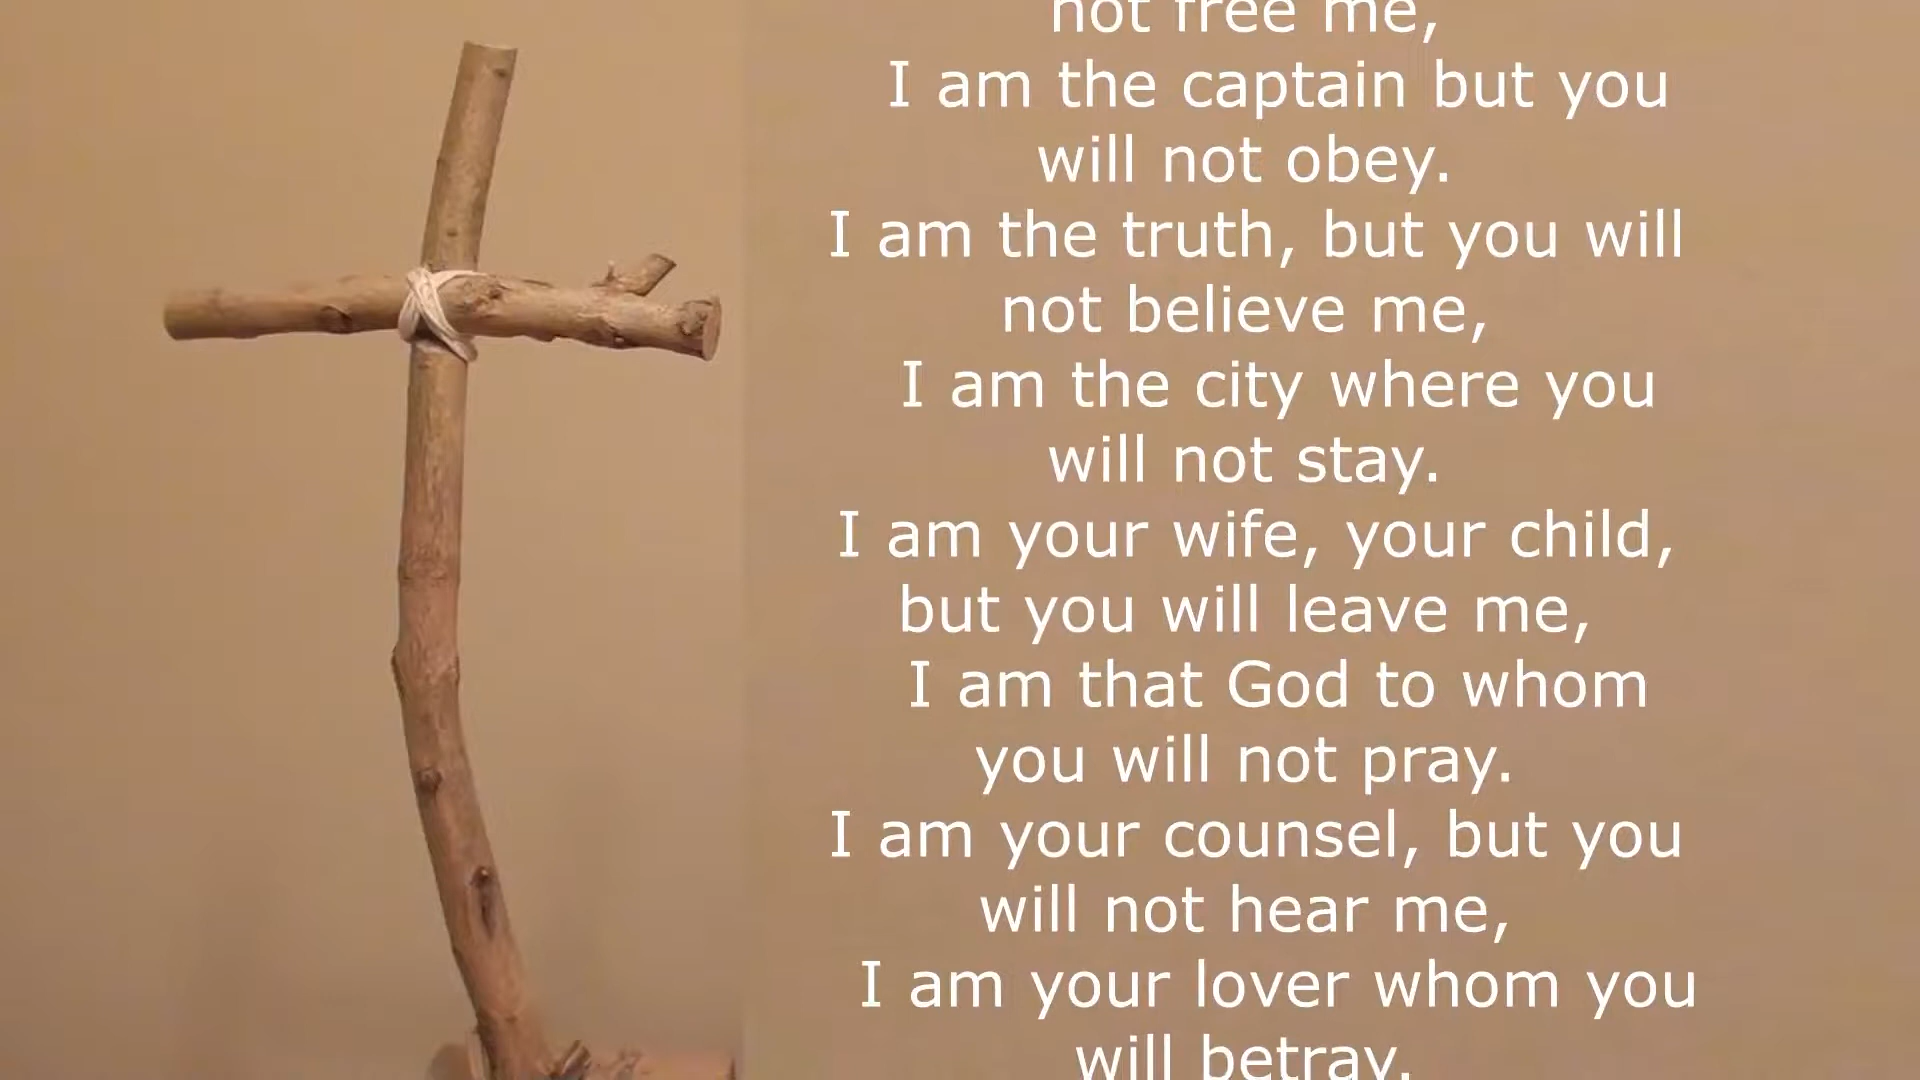 not free me,
I am the captain but you
will not obey.
I am the truth, but you will
not believe me,
I am the city where you
will not stay.
I am your wife, your child,
but you will leave me,
I am that God to whom
you will not pray.
I am your counsel, but you
will not hear me,
I am your lover whom you
will betray.